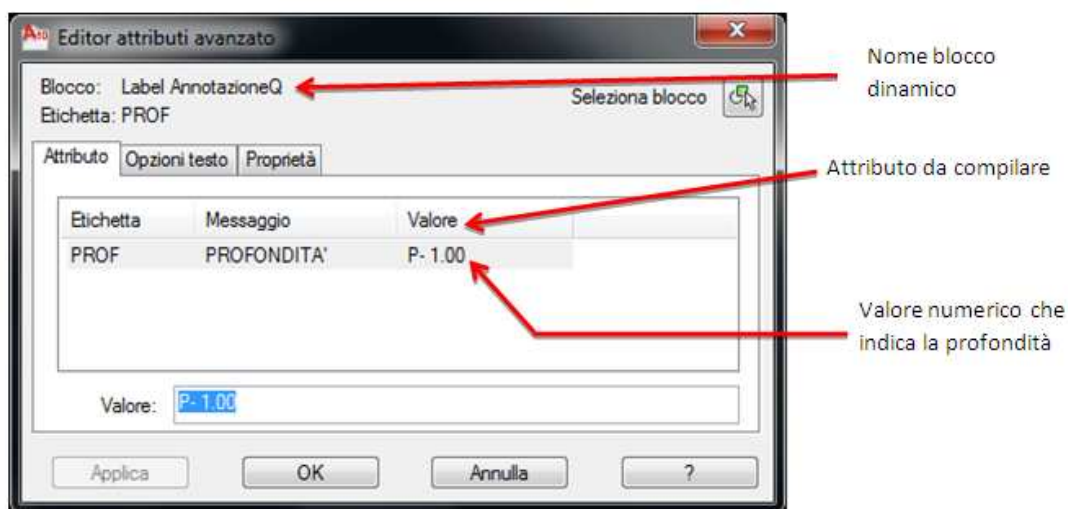 Editor attributi avanzato
Blocco: Label AnnotazioneQ
Etichetta: PROF
Seleziona blocco
Attributo Opzioni testo Proprietà
Etichetta Messaggio Valore
PROF PROFONDITA' P- 1.00
Valore: P- 1.00
Applica OK Annulla ?
Nome blocco
dinamico
Attributo da compilare
Valore numerico che
indica la profondità